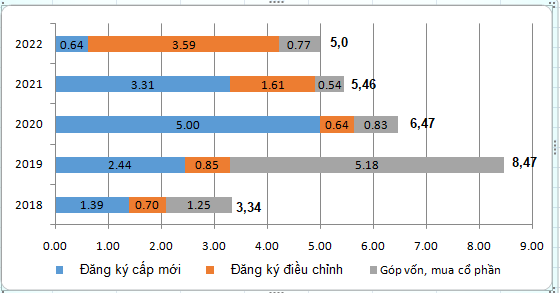 2022 0.64 3.59 0.77 5,0
2021 3.31 1.61 0.54 5,46
2020 5.00 0.64 0.83 6,47
2019 2.44 0.85 5.18 8,47
2018 1.39 0.70 1.25 3,34
0.00 1.00 2.00 3.00 4.00 5.00 6.00 7.00 8.00 9.00
Đăng ký cấp mới Đăng ký điều chỉnh Góp vốn, mua cổ phần